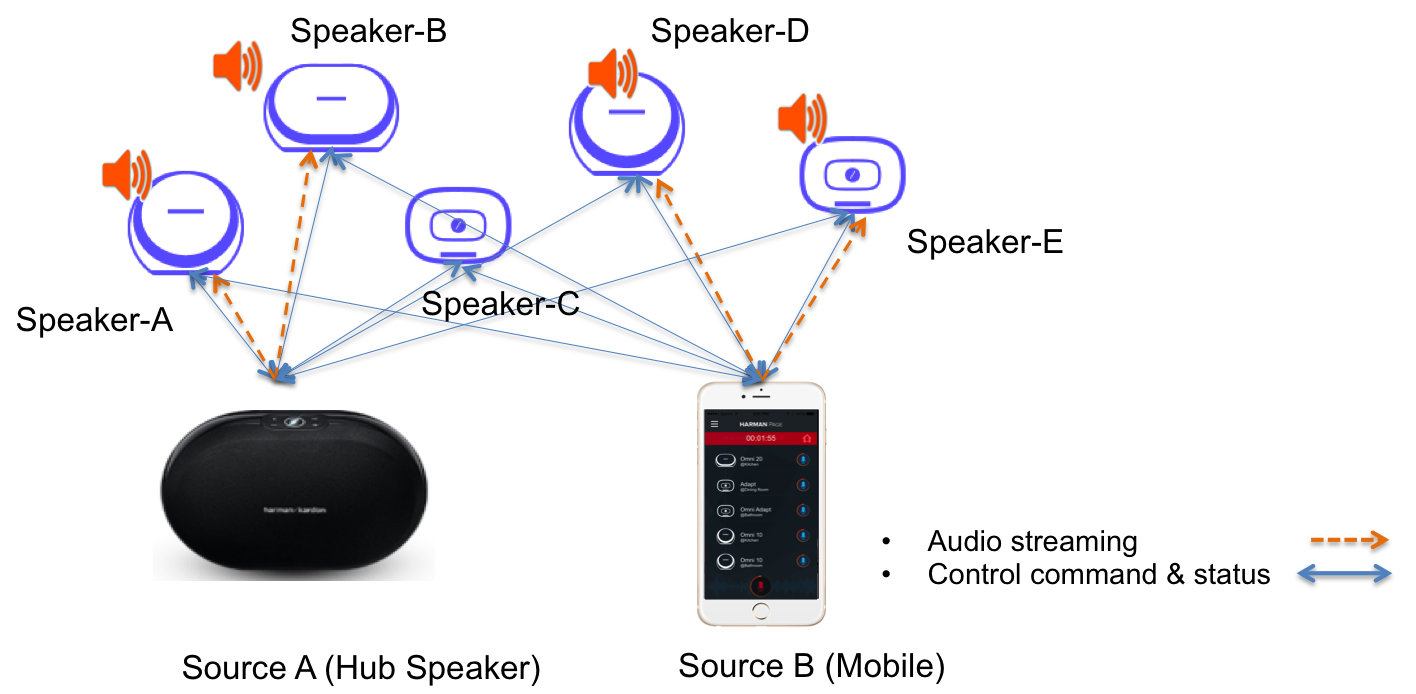 Speaker-B
Speaker-D
Speaker-E
Speaker-C
Speaker-A
harman/kardon
HARMAN
00:01:55
Omni 20
@Kitchen
Adapt
@Dining Room
Omni Adapt
@Bathroom
Omni 10
@Kitchen
Omni 10
@Bathroom
• Audio streaming
• Control command & status
Source A (Hub Speaker)
Source B (Mobile)